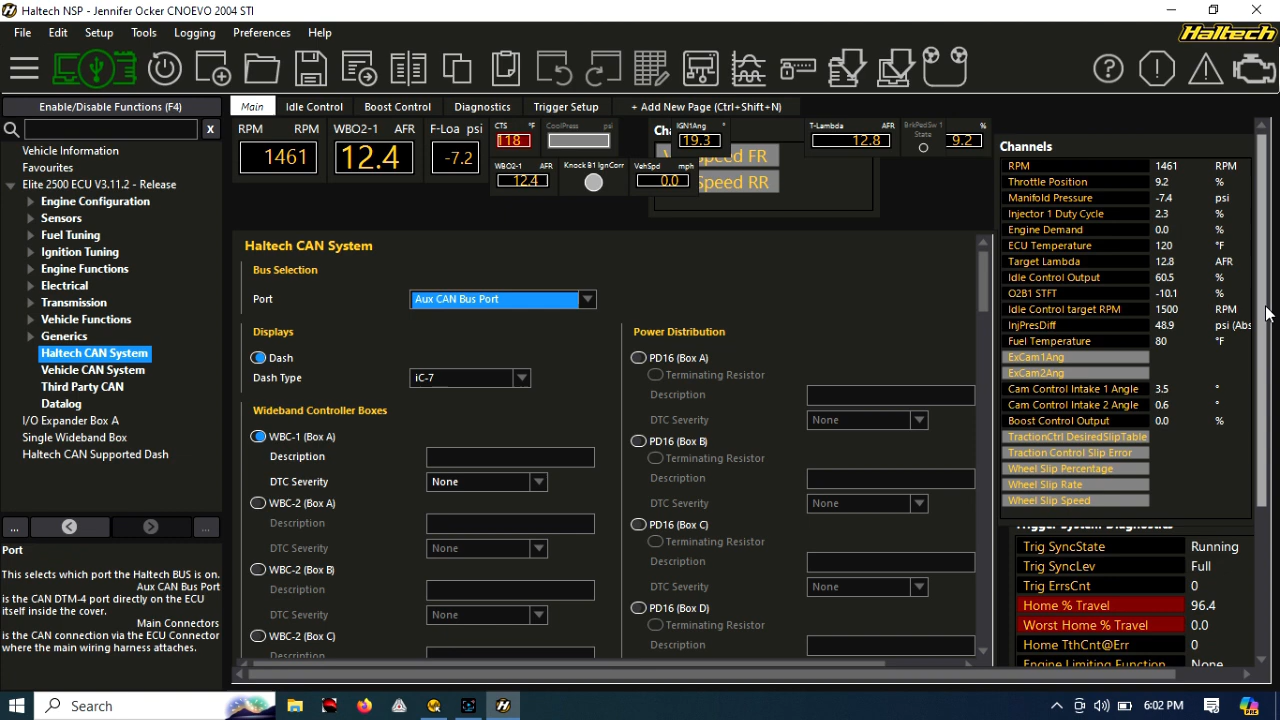 Haltech NSP - Jennifer Ocker CNOEVO 2004 STI
File Edit Setup Tools Logging Preferences Help
Haltech
Enable/Disable Functions (F4)
Main Idle Control Boost Control Diagnostics Trigger Setup + Add New Page (Ctrl+Shift+N)
X
Vehicle Information
Favourites
Elite 2500 ECU V3.11.2 - Release
Engine Configuration
Sensors
Fuel Tuning
Ignition Tuning
Engine Functions
Electrical
Transmission
Vehicle Functions
Generics
Haltech CAN System
Vehicle CAN System
Third Party CAN
Datalog
I/O Expander Box A
Single Wideband Box
Haltech CAN Supported Dash
... ...
Port
This selects which port the Haltech BUS is on.
Aux CAN Bus Port
is the CAN DTM-4 port directly on the ECU
itself inside the cover.
Main Connectors
is the CAN connection via the ECU Connector
where the main wiring harness attaches.
RPM RPM
1461
WBO2-1 AFR
12.4
F-Loa psi
-7.2
CTS °F
118
CoolPress psi
WBO2-1 AFR
12.4
Knock B1 IgnCorr
VehSpd mph
0.0
IGN1Ang °
19.3
Speed FR
Speed RR
T-Lambda AFR
12.8
BrkPedSw 1
State
%
9.2
Haltech CAN System
Bus Selection
Port Aux CAN Bus Port
Displays
Dash
Dash Type iC-7
Wideband Controller Boxes
WBC-1 (Box A)
Description
DTC Severity None
WBC-2 (Box A)
Description
DTC Severity None
WBC-2 (Box B)
Description
DTC Severity None
WBC-2 (Box C)
Description
Power Distribution
PD16 (Box A)
Terminating Resistor
Description
DTC Severity None
PD16 (Box B)
Terminating Resistor
Description
DTC Severity None
PD16 (Box C)
Terminating Resistor
Description
DTC Severity None
PD16 (Box D)
Terminating Resistor
Description
Channels
RPM 1461 RPM
Throttle Position 9.2 %
Manifold Pressure -7.4 psi
Injector 1 Duty Cycle 2.3 %
Engine Demand 0.0 %
ECU Temperature 120 °F
Target Lambda 12.8 AFR
Idle Control Output 60.5 %
O2B1 STFT -10.1 %
Idle Control target RPM 1500 RPM
InjPresDiff 48.9 psi (Abs
Fuel Temperature 80 °F
ExCam1Ang
ExCam2Ang
Cam Control Intake 1 Angle 3.5 °
Cam Control Intake 2 Angle 0.6 °
Boost Control Output 0.0 %
TractionCtrl DesiredSlipTable
Traction Control Slip Error
Wheel Slip Percentage
Wheel Slip Rate
Wheel Slip Speed
Trigger System Diagnostics
Trig SyncState Running
Trig SyncLev Full
Trig ErrsCnt 0
Home % Travel 96.4
Worst Home % Travel 0.0
Home TthCnt@Err 0
Engine Limiting Function None
Search
6:02 PM
PRE